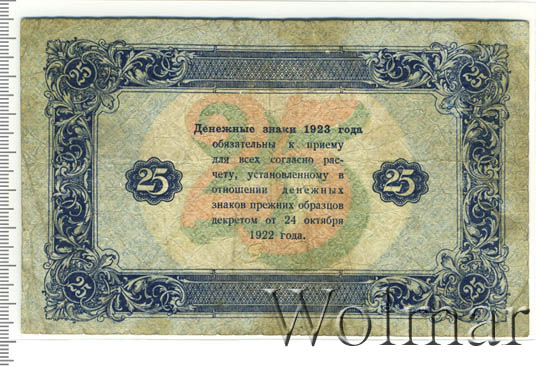 25 25
25
Денежные знаки 1923 года
обязательны к приему
для всех согласно рас-
чету, установленному в
отношении денежных
знаков прежних образцов
декретом от 24 октября
1922 года.
25 25
25 25
Wolmar